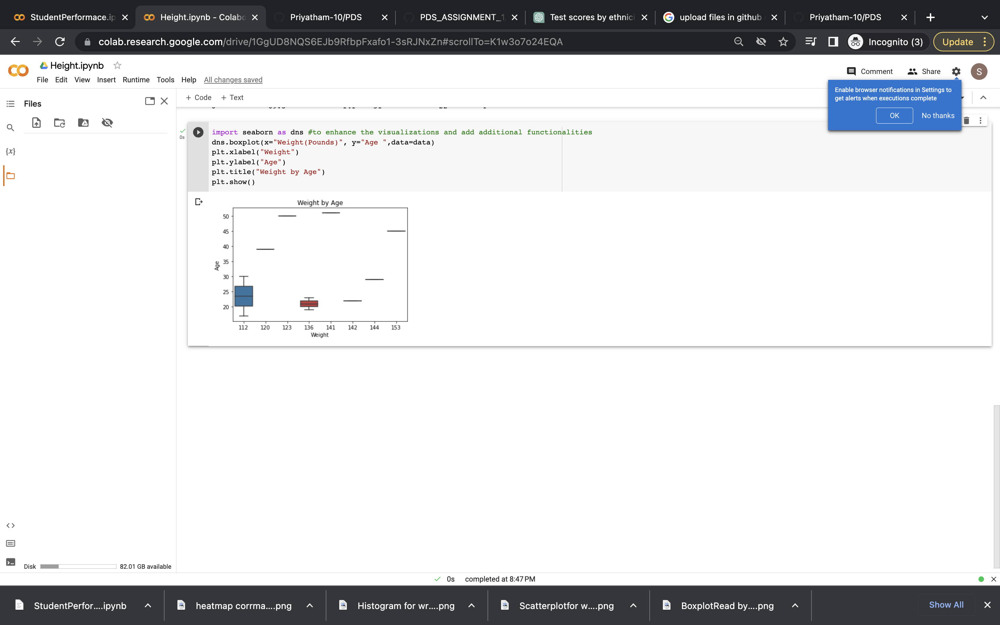 StudentPerformace.ip
Height.ipynb - Colabo
Priyatham-10/PDS
PDS_ASSIGNMENT_1
Test scores by ethnici
upload files in github
Priyatham-10/PDS
colab.research.google.com/drive/1GgUD8NQS6EJb9RfbpFxafo1-3sRJNxZn#scrollTo=K1w3o7o24EQA
Incognito (3)
Update
Height.ipynb
File Edit View Insert Runtime Tools Help All changes saved
Comment
Share
S
Enable browser notifications in Settings to
get alerts when executions complete
OK
No thanks
Files
+ Code + Text
{x}
0s
import seaborn as dns #to enhance the visualizations and add additional functionalities
dns.boxplot(x="Weight(Pounds)", y="Age ",data=data)
plt.xlabel("Weight")
plt.ylabel("Age")
plt.title("Weight by Age")
plt.show()
Weight by Age
50
45
40
35
30
25
20
Age
112 120 123 136 141 142 144 153
Weight
Disk
82.01 GB available
0s completed at 8:47 PM
StudentPerfor....ipynb
heatmap corrma....png
Histogram for wr....png
Scatterplotfor w....png
BoxplotRead by....png
Show All